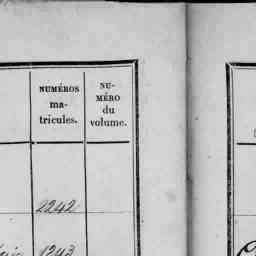 NUMÉROS
ma-
tricules.
NU-
MÉRO
du
volume.
2242
1243